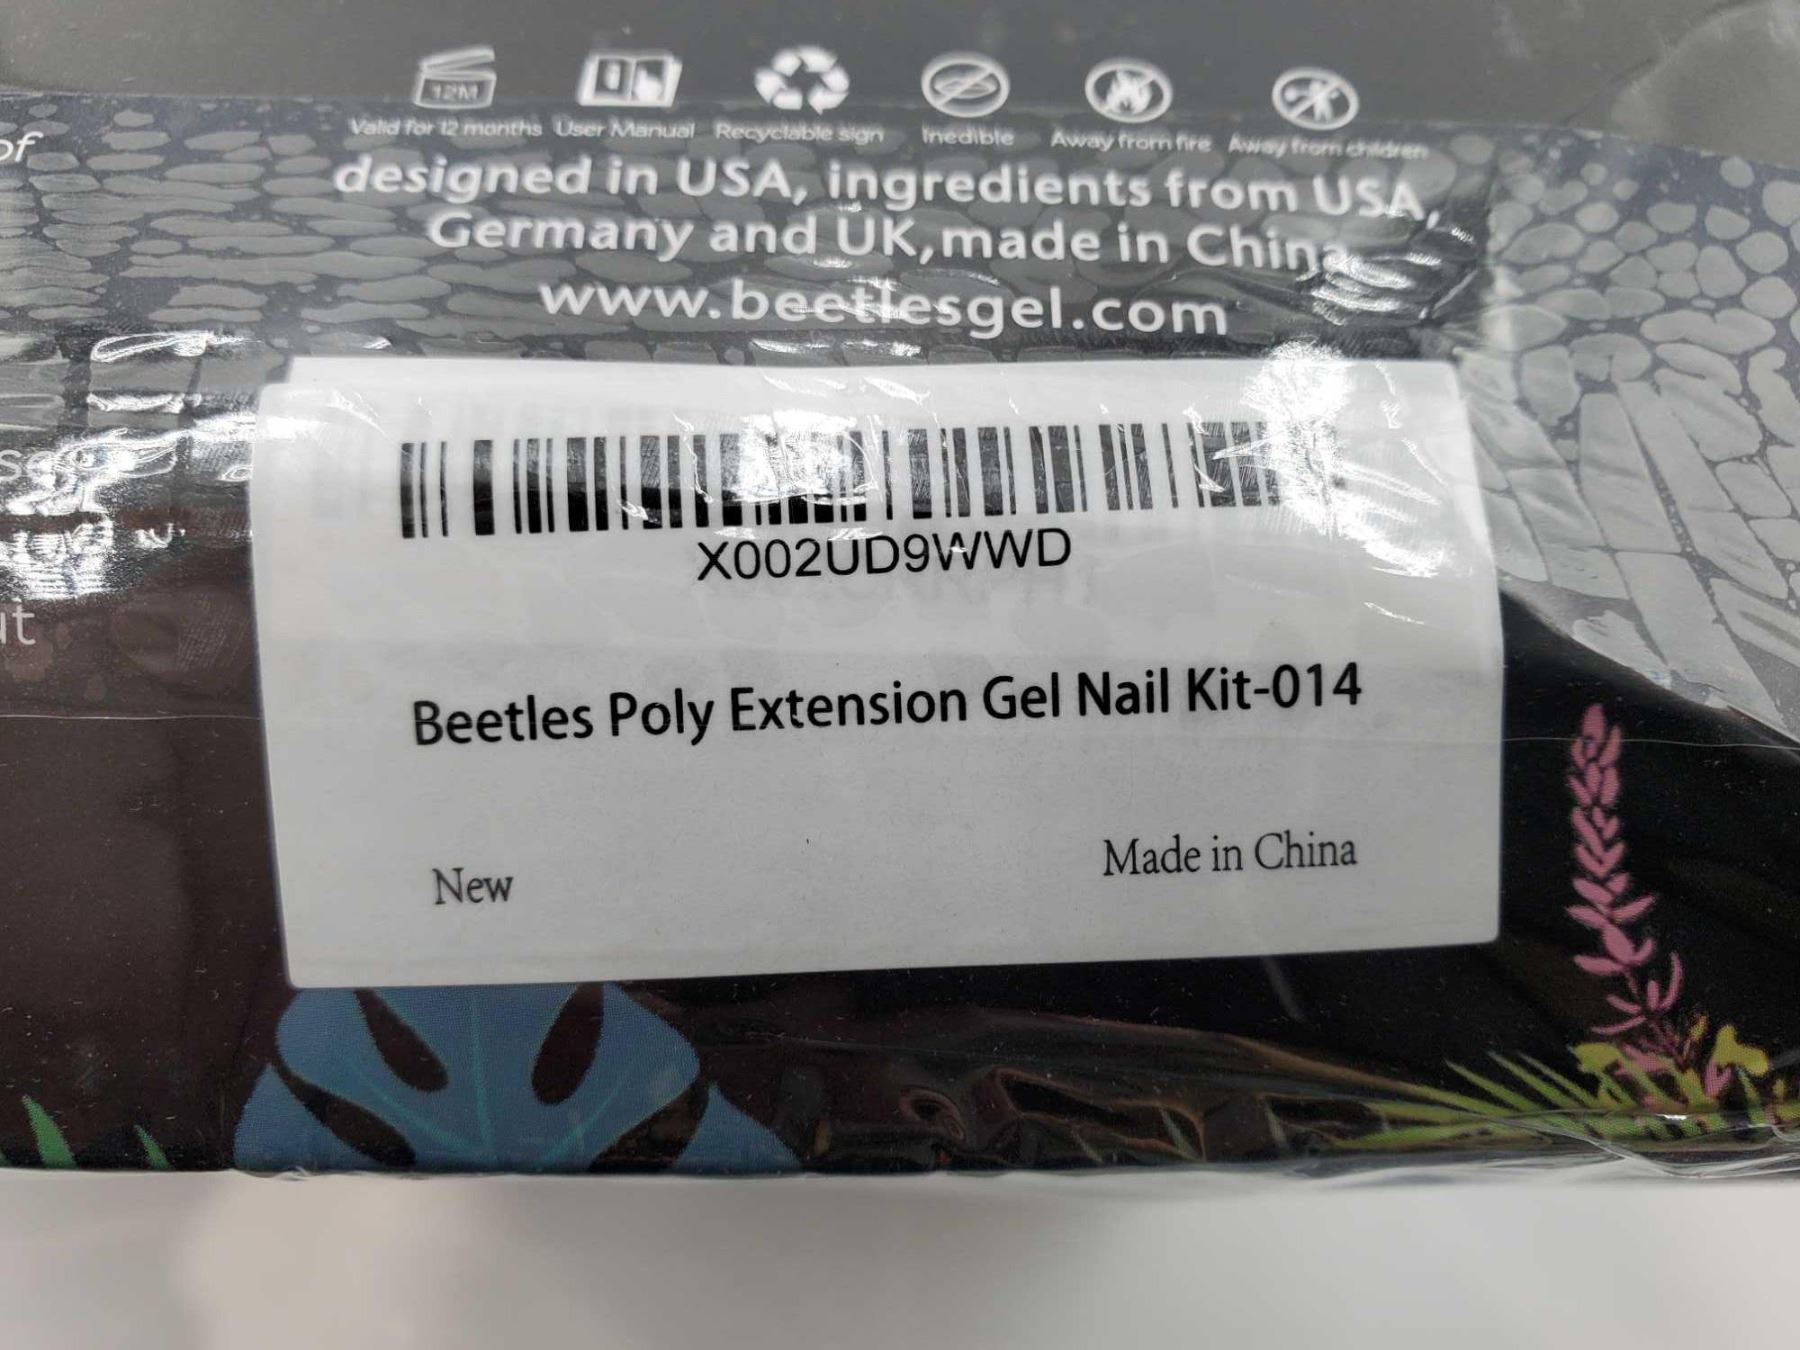 12M
Valid for 12 months User Manual Recyclable sign Inedible Away from fire Away from children
of
designed in USA, ingredients from USA,
Germany and UK,made in China
www.beetlesgel.com
X002UD9WWD
Beetles Poly Extension Gel Nail Kit-014
New
Made in China